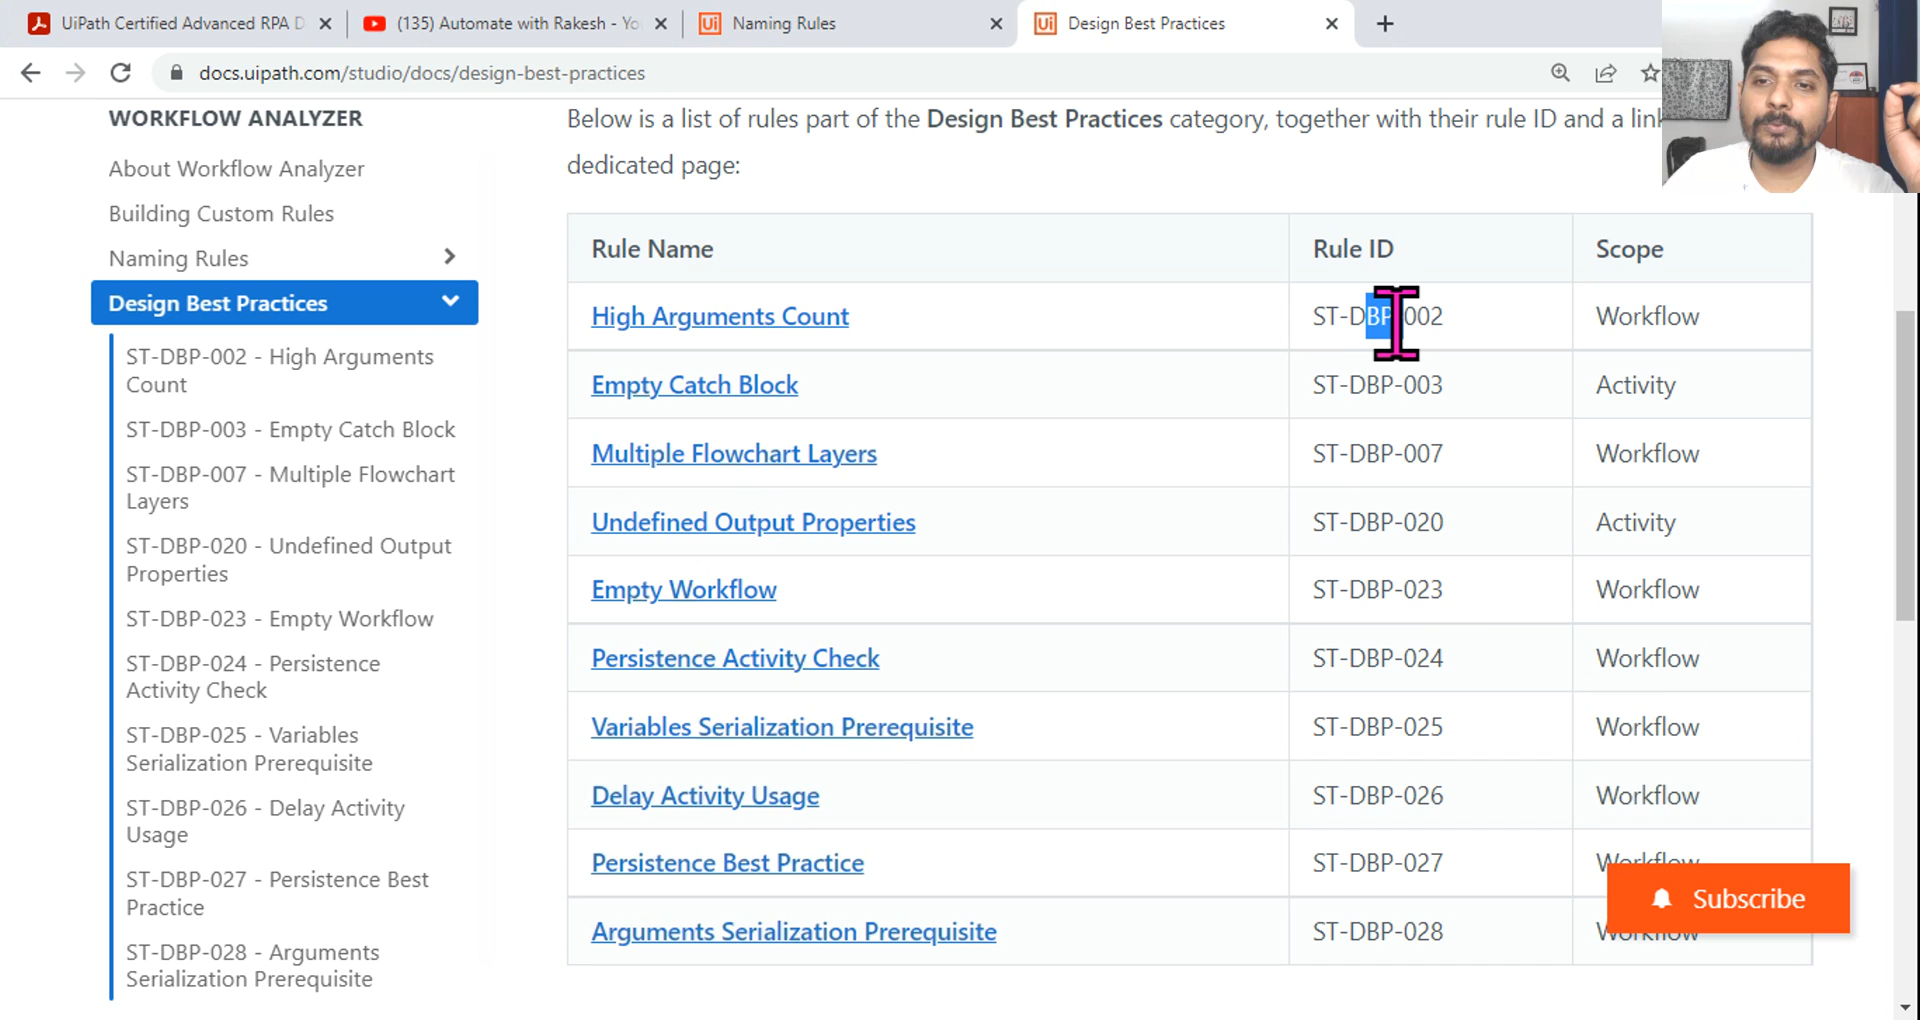 UiPath Certified Advanced RPA D
(135) Automate with Rakesh - Yo
Naming Rules
Design Best Practices
docs.uipath.com/studio/docs/design-best-practices
WORKFLOW ANALYZER
About Workflow Analyzer
Building Custom Rules
Naming Rules
Design Best Practices
ST-DBP-002 - High Arguments
Count
ST-DBP-003 - Empty Catch Block
ST-DBP-007 - Multiple Flowchart
Layers
ST-DBP-020 - Undefined Output
Properties
ST-DBP-023 - Empty Workflow
ST-DBP-024 - Persistence
Activity Check
ST-DBP-025 - Variables
Serialization Prerequisite
ST-DBP-026 - Delay Activity
Usage
ST-DBP-027 - Persistence Best
Practice
ST-DBP-028 - Arguments
Serialization Prerequisite
Below is a list of rules part of the Design Best Practices category, together with their rule ID and a lin
dedicated page:
Rule Name Rule ID Scope
High Arguments Count ST-DBP-002 Workflow
Empty Catch Block ST-DBP-003 Activity
Multiple Flowchart Layers ST-DBP-007 Workflow
Undefined Output Properties ST-DBP-020 Activity
Empty Workflow ST-DBP-023 Workflow
Persistence Activity Check ST-DBP-024 Workflow
Variables Serialization Prerequisite ST-DBP-025 Workflow
Delay Activity Usage ST-DBP-026 Workflow
Persistence Best Practice ST-DBP-027 Workflow
Arguments Serialization Prerequisite ST-DBP-028 Workflow
Subscribe